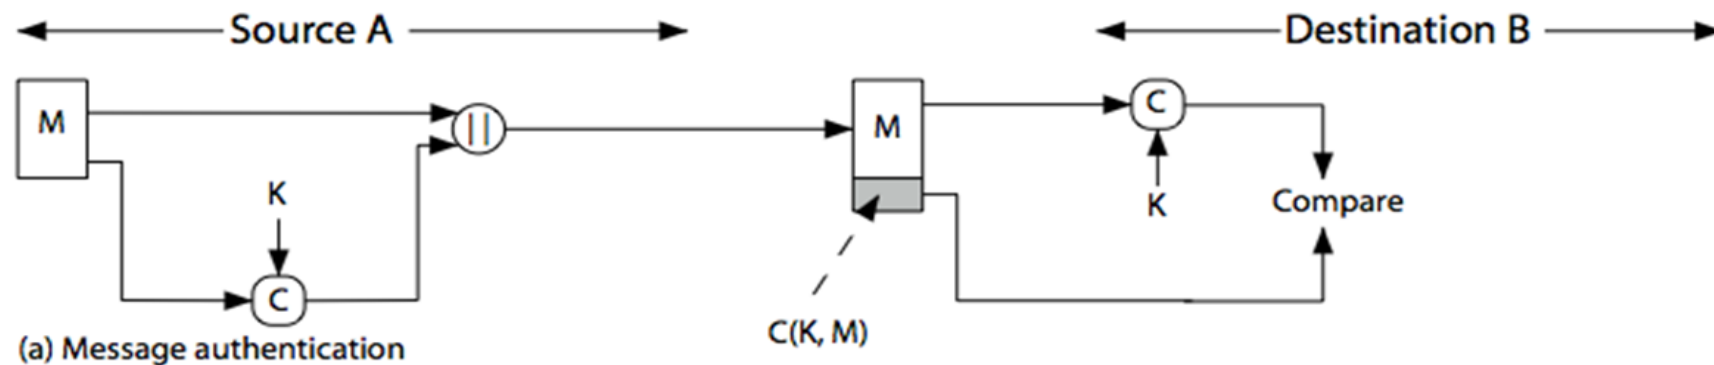 Source A
Destination B
M
||
K
C
(a) Message authentication
M
C(K, M)
C
K
Compare